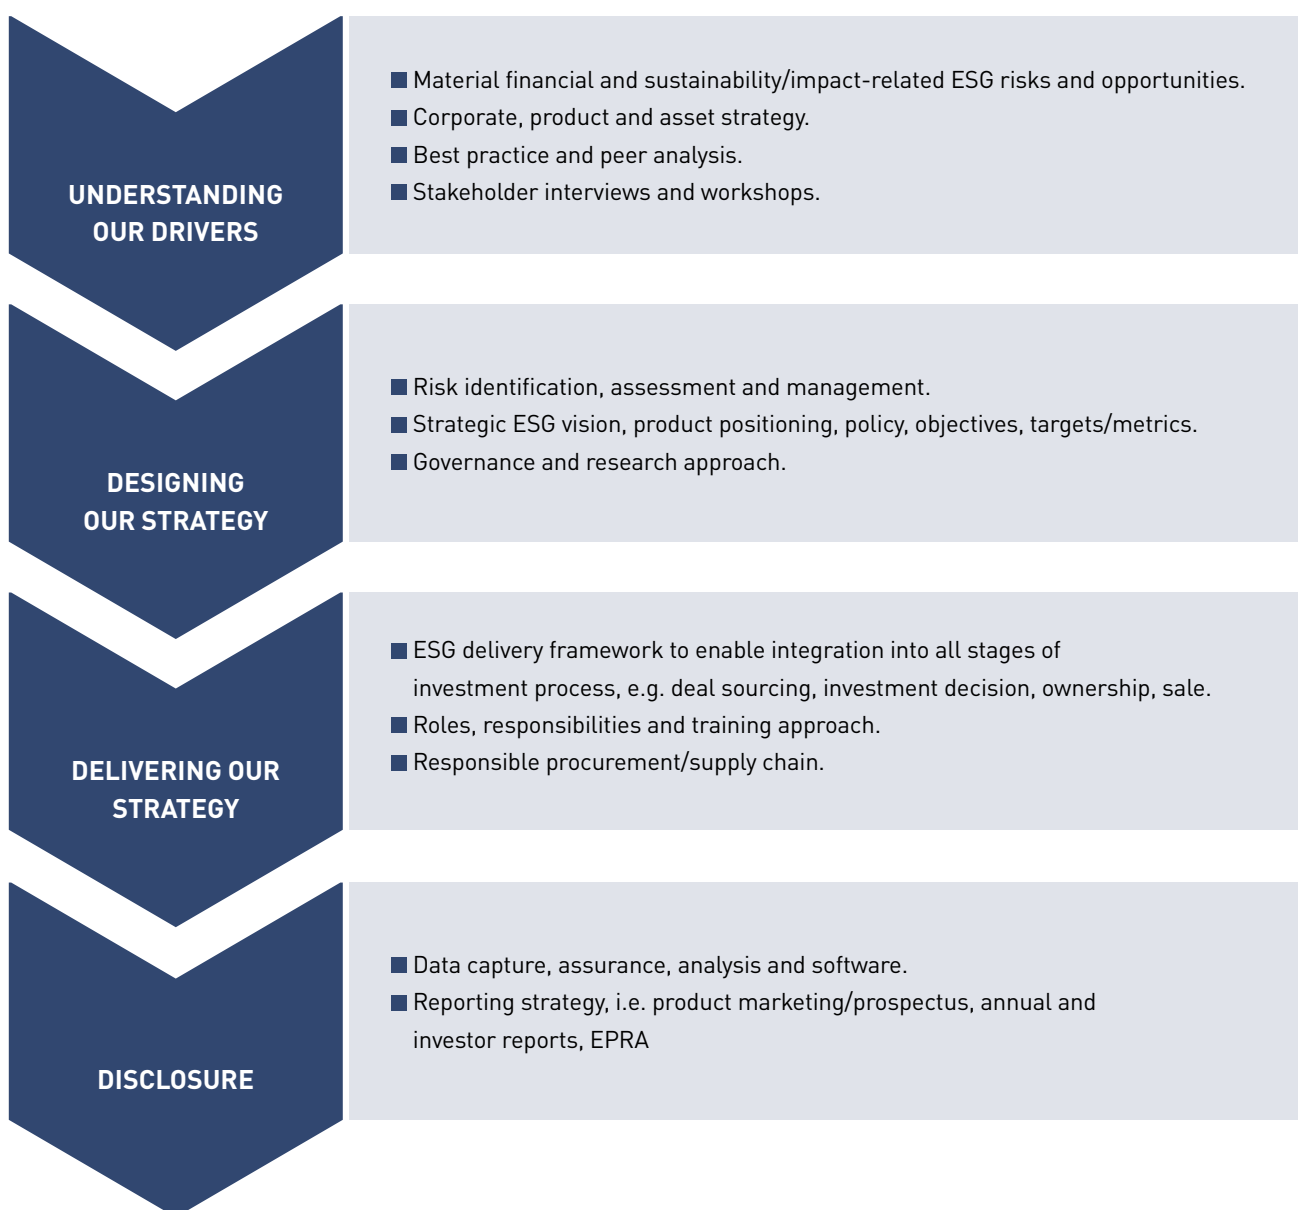 UNDERSTANDING
OUR DRIVERS
Material financial and sustainability/impact-related ESG risks and opportunities.
Corporate, product and asset strategy.
Best practice and peer analysis.
Stakeholder interviews and workshops.
DESIGNING
OUR STRATEGY
Risk identification, assessment and management.
Strategic ESG vision, product positioning, policy, objectives, targets/metrics.
Governance and research approach.
DELIVERING OUR
STRATEGY
ESG delivery framework to enable integration into all stages of
investment process, e.g. deal sourcing, investment decision, ownership, sale.
Roles, responsibilities and training approach.
Responsible procurement/supply chain.
DISCLOSURE
Data capture, assurance, analysis and software.
Reporting strategy, i.e. product marketing/prospectus, annual and
investor reports, EPRA